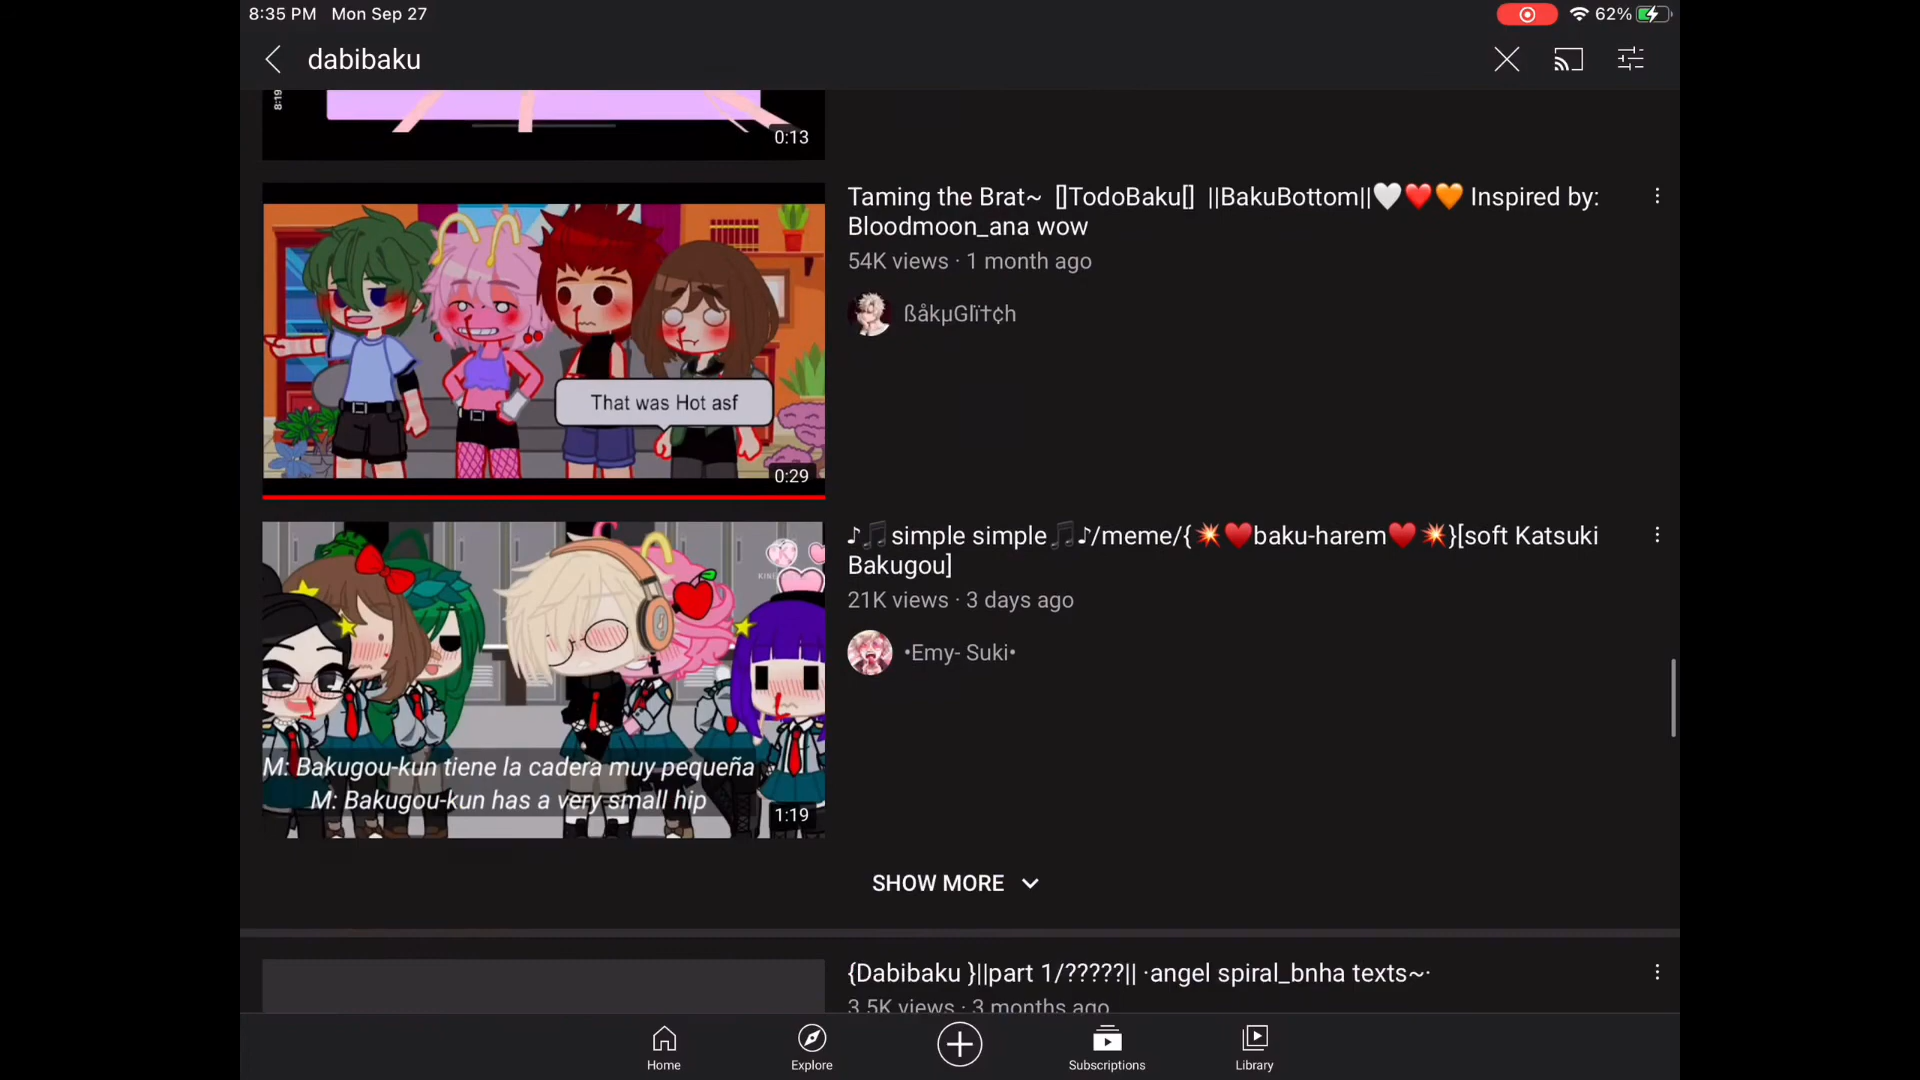 8:35 PM Mon Sep 27
62%
dabibaku
8:19
0:13
Taming the Brat~ []TodoBaku[] ||BakuBottom||🤍❤️🧡 Inspired by:
Bloodmoon_ana wow
54K views · 1 month ago
ßåkµGlï†¢h
That was Hot asf
0:29
♪🎵simple simple🎵♪/meme/{💥♥️baku-harem♥️💥}[soft Katsuki
Bakugou]
21K views · 3 days ago
•Emy- Suki•
M: Bakugou-kun tiene la cadera muy pequeña
M: Bakugou-kun has a very small hip
1:19
SHOW MORE
{Dabibaku }||part 1/?????|| ·angel spiral_bnha texts~·
3.5K views · 3 months ago
Home
Explore
Subscriptions
Library